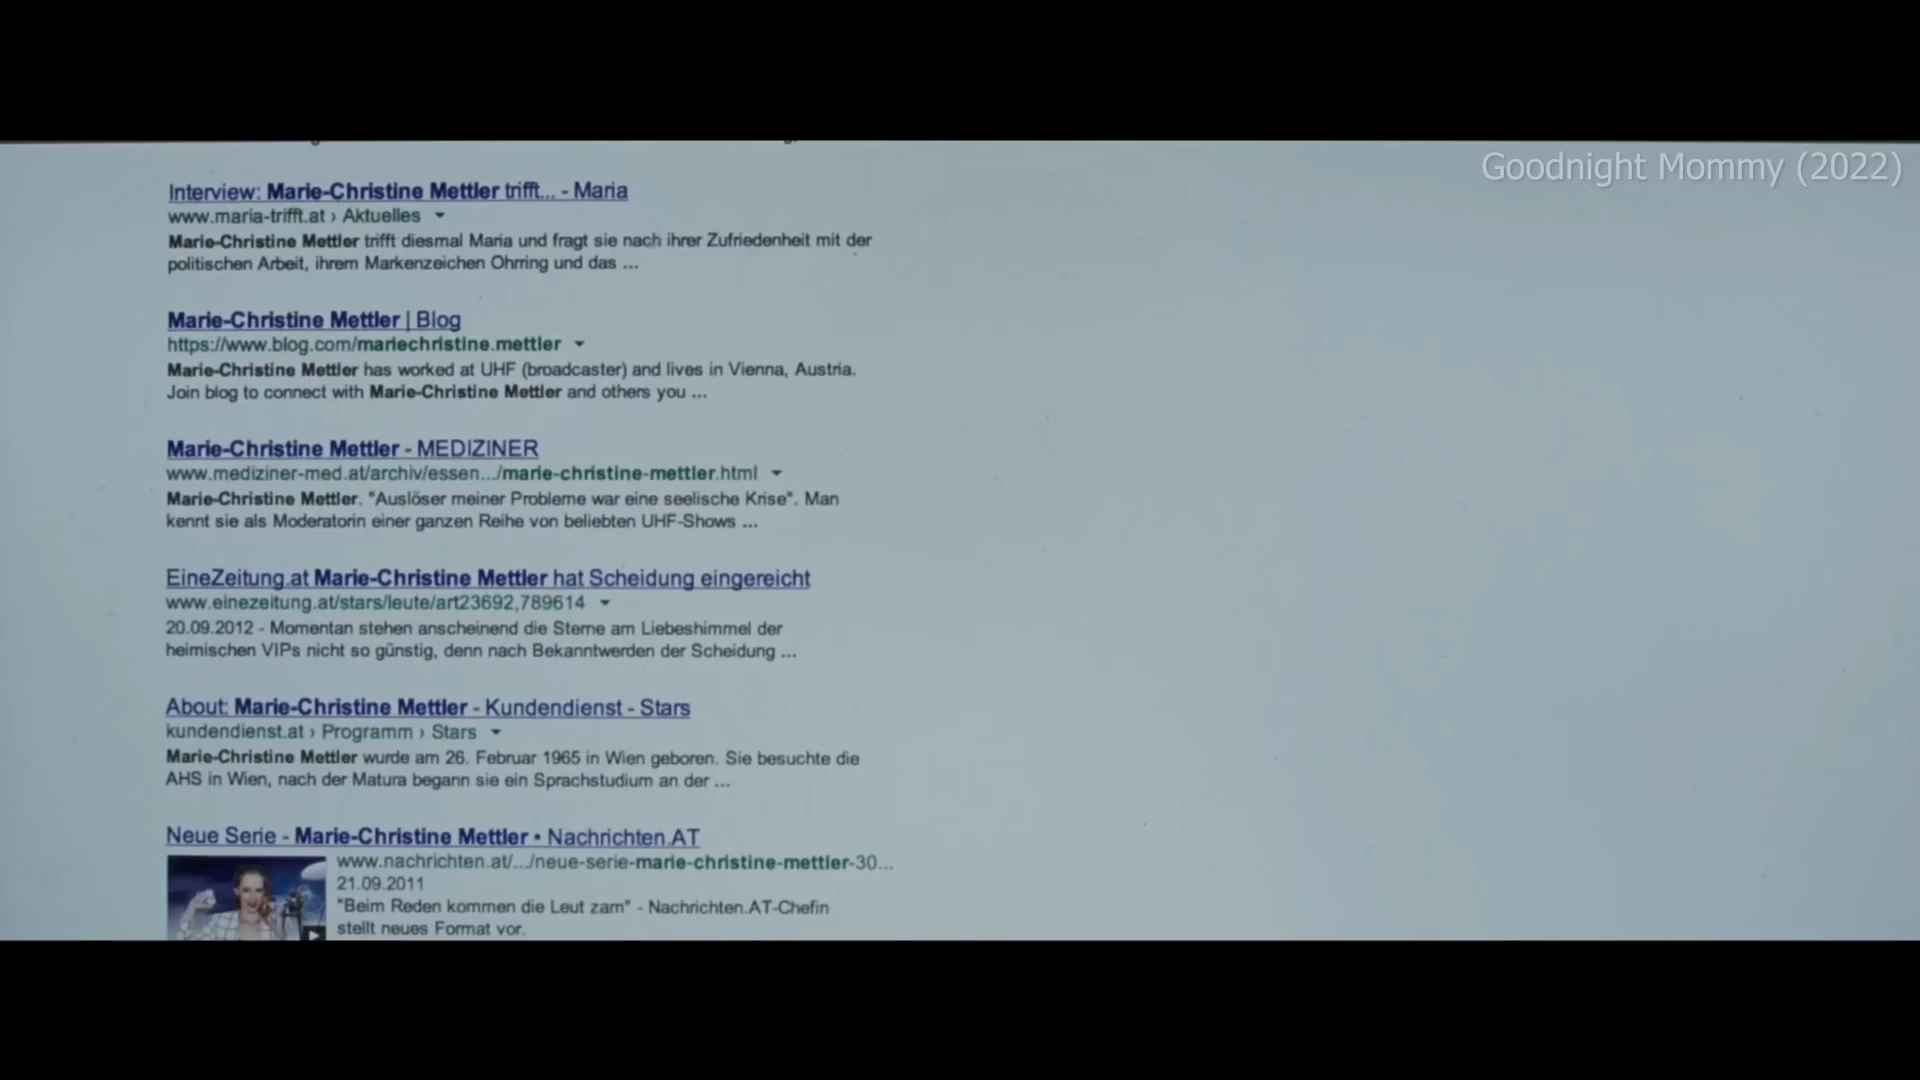 Goodnight Mommy (2022)
Interview: Marie-Christine Mettler trifft... - Maria
www.maria-trifft.at › Aktuelles
Marie-Christine Mettler trifft diesmal Maria und fragt sie nach ihrer Zufriedenheit mit der
politischen Arbeit, ihrem Markenzeichen Ohrring und das ...
Marie-Christine Mettler | Blog
https://www.blog.com/mariechristine.mettler
Marie-Christine Mettler has worked at UHF (broadcaster) and lives in Vienna, Austria.
Join blog to connect with Marie-Christine Mettler and others you ...
Marie-Christine Mettler - MEDIZINER
www.mediziner-med.at/archiv/essen.../marie-christine-mettler.html
Marie-Christine Mettler. "Auslöser meiner Probleme war eine seelische Krise". Man
kennt sie als Moderatorin einer ganzen Reihe von beliebten UHF-Shows ...
EineZeitung.at Marie-Christine Mettler hat Scheidung eingereicht
www.einezeitung.at/stars/leute/art23692,789614
20.09.2012 - Momentan stehen anscheinend die Sterne am Liebeshimmel der
heimischen VIPs nicht so günstig, denn nach Bekanntwerden der Scheidung ...
About: Marie-Christine Mettler - Kundendienst - Stars
kundendienst.at › Programm › Stars
Marie-Christine Mettler wurde am 26. Februar 1965 in Wien geboren. Sie besuchte die
AHS in Wien, nach der Matura begann sie ein Sprachstudium an der ...
Neue Serie - Marie-Christine Mettler • Nachrichten.AT
www.nachrichten.at/.../neue-serie-marie-christine-mettler-30...
21.09.2011
"Beim Reden kommen die Leut zam" - Nachrichten.AT-Chefin
stellt neues Format vor.